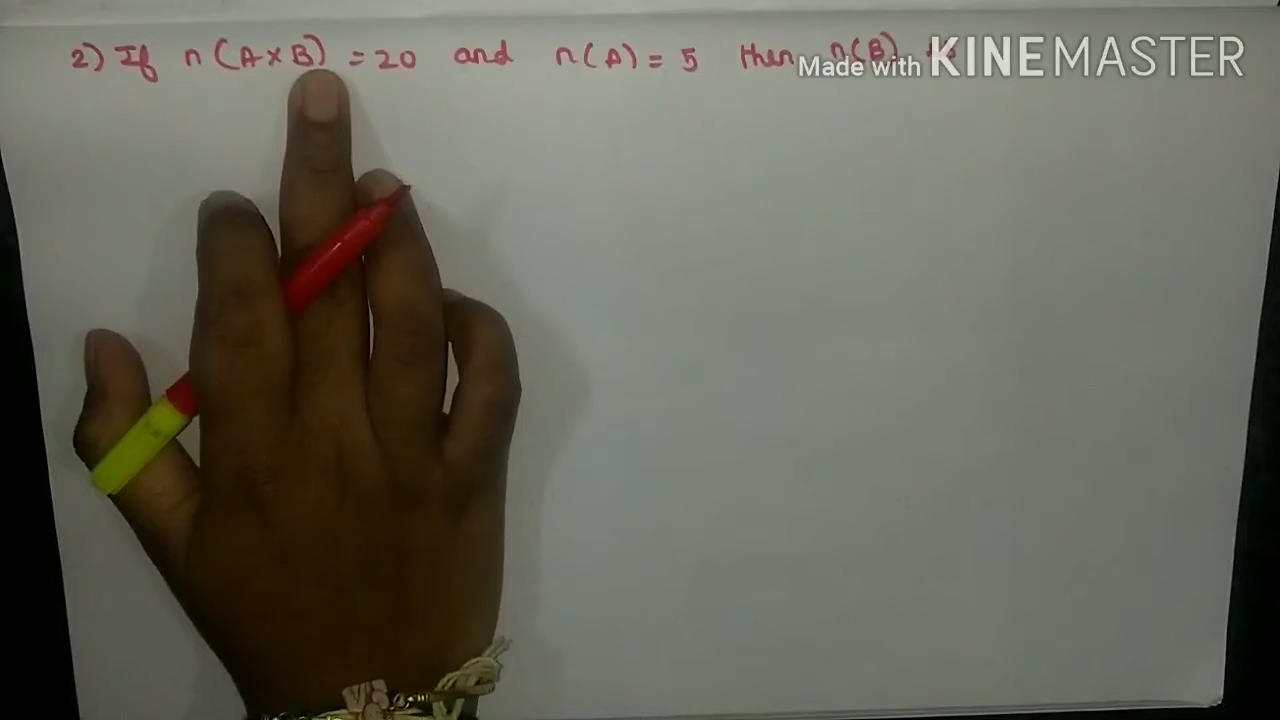 2) If n(A×B) = 20 and n(A) = 5 then n(B)
Made with KINEMASTER